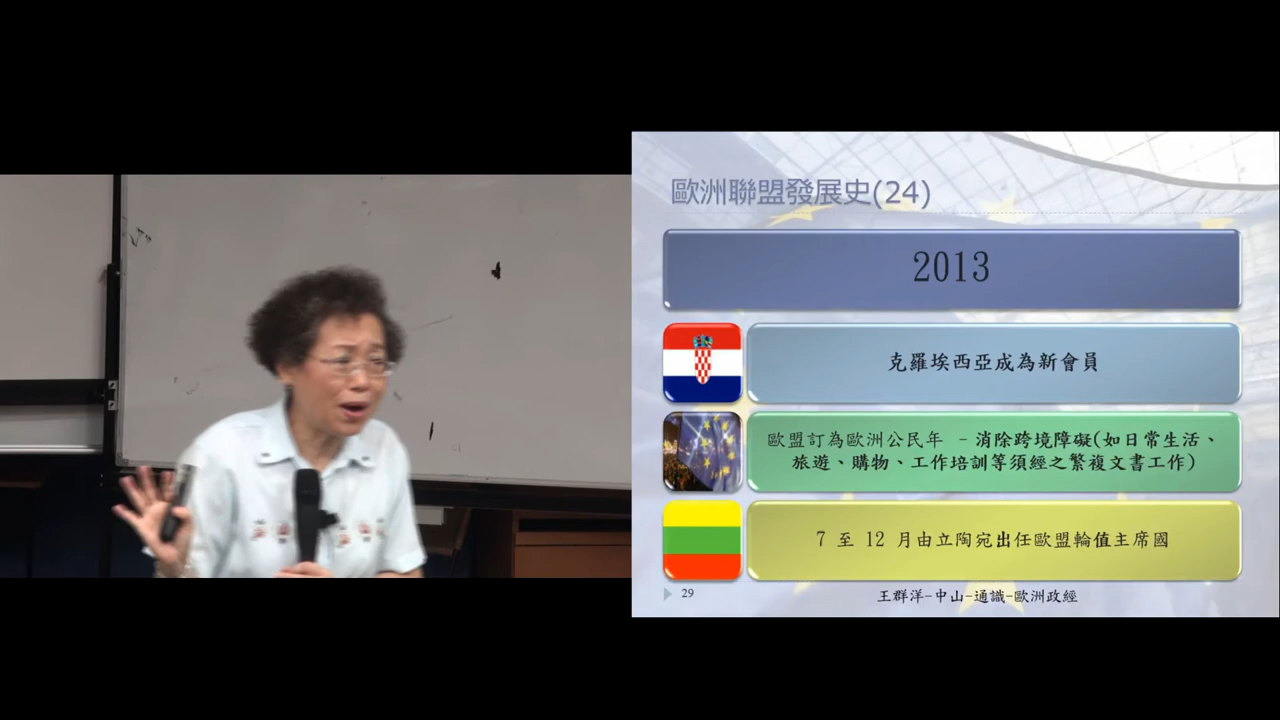 歐洲聯盟發展史(24)
2013
克羅埃西亞成為新會員
歐盟訂為歐洲公民年 –消除跨境障礙(如日常生活、
旅遊、購物、工作培訓等須經之繁複文書工作)
7 至 12 月由立陶宛出任歐盟輪值主席國
29
王群洋-中山-通識-歐洲政經